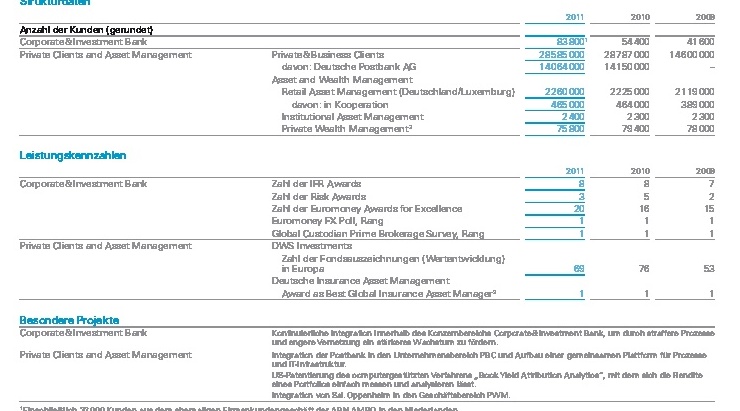 Strukturdaten
2011 2010 2009
Anzahl der Kunden (gerundet)
Corporate & Investment Bank 83 800¹ 54 400 41 600
Private Clients and Asset Management Private & Business Clients 28 585 000 28 787 000 14 600 000
davon: Deutsche Postbank AG 14 064 000 14 150 000 –
Asset and Wealth Management
Retail Asset Management (Deutschland/Luxemburg) 2 260 000 2 225 000 2 119 000
davon: in Kooperation 465 000 464 000 389 000
Institutional Asset Management 2 400 2 300 2 300
Private Wealth Management² 75 800 79 400 78 000
Leistungskennzahlen
2011 2010 2009
Corporate & Investment Bank Zahl der IFR Awards 8 8 7
Zahl der Risk Awards 3 5 2
Zahl der Euromoney Awards for Excellence 20 16 15
Euromoney FX Poll, Rang 1 1 1
Global Custodian Prime Brokerage Survey, Rang 1 1 1
Private Clients and Asset Management DWS Investments
Zahl der Fondsauszeichnungen (Wertentwicklung)
in Europa 69 76 53
Deutsche Insurance Asset Management
Award as Best Global Insurance Asset Manager³ 1 1 1
Besondere Projekte
Corporate & Investment Bank Kontinuierliche Integration innerhalb des Konzernbereichs Corporate & Investment Bank, um durch straffere Prozesse
und engere Vernetzung ein stärkeres Wachstum zu fördern.
Private Clients and Asset Management Integration der Postbank in den Unternehmensbereich PBC und Aufbau einer gemeinsamen Plattform für Prozesse
und IT-Infrastruktur.
US-Patentierung des computergestützten Verfahrens „Book Yield Attribution Analytics“, mit dem sich die Rendite
eines Portfolios einfach messen und analysieren lässt.
Integration von Sal. Oppenheim in den Geschäftsbereich PWM.
Kunden aus dem ehemaligen Firmenkundengeschäft der ABN AMRO in den Niederlanden.